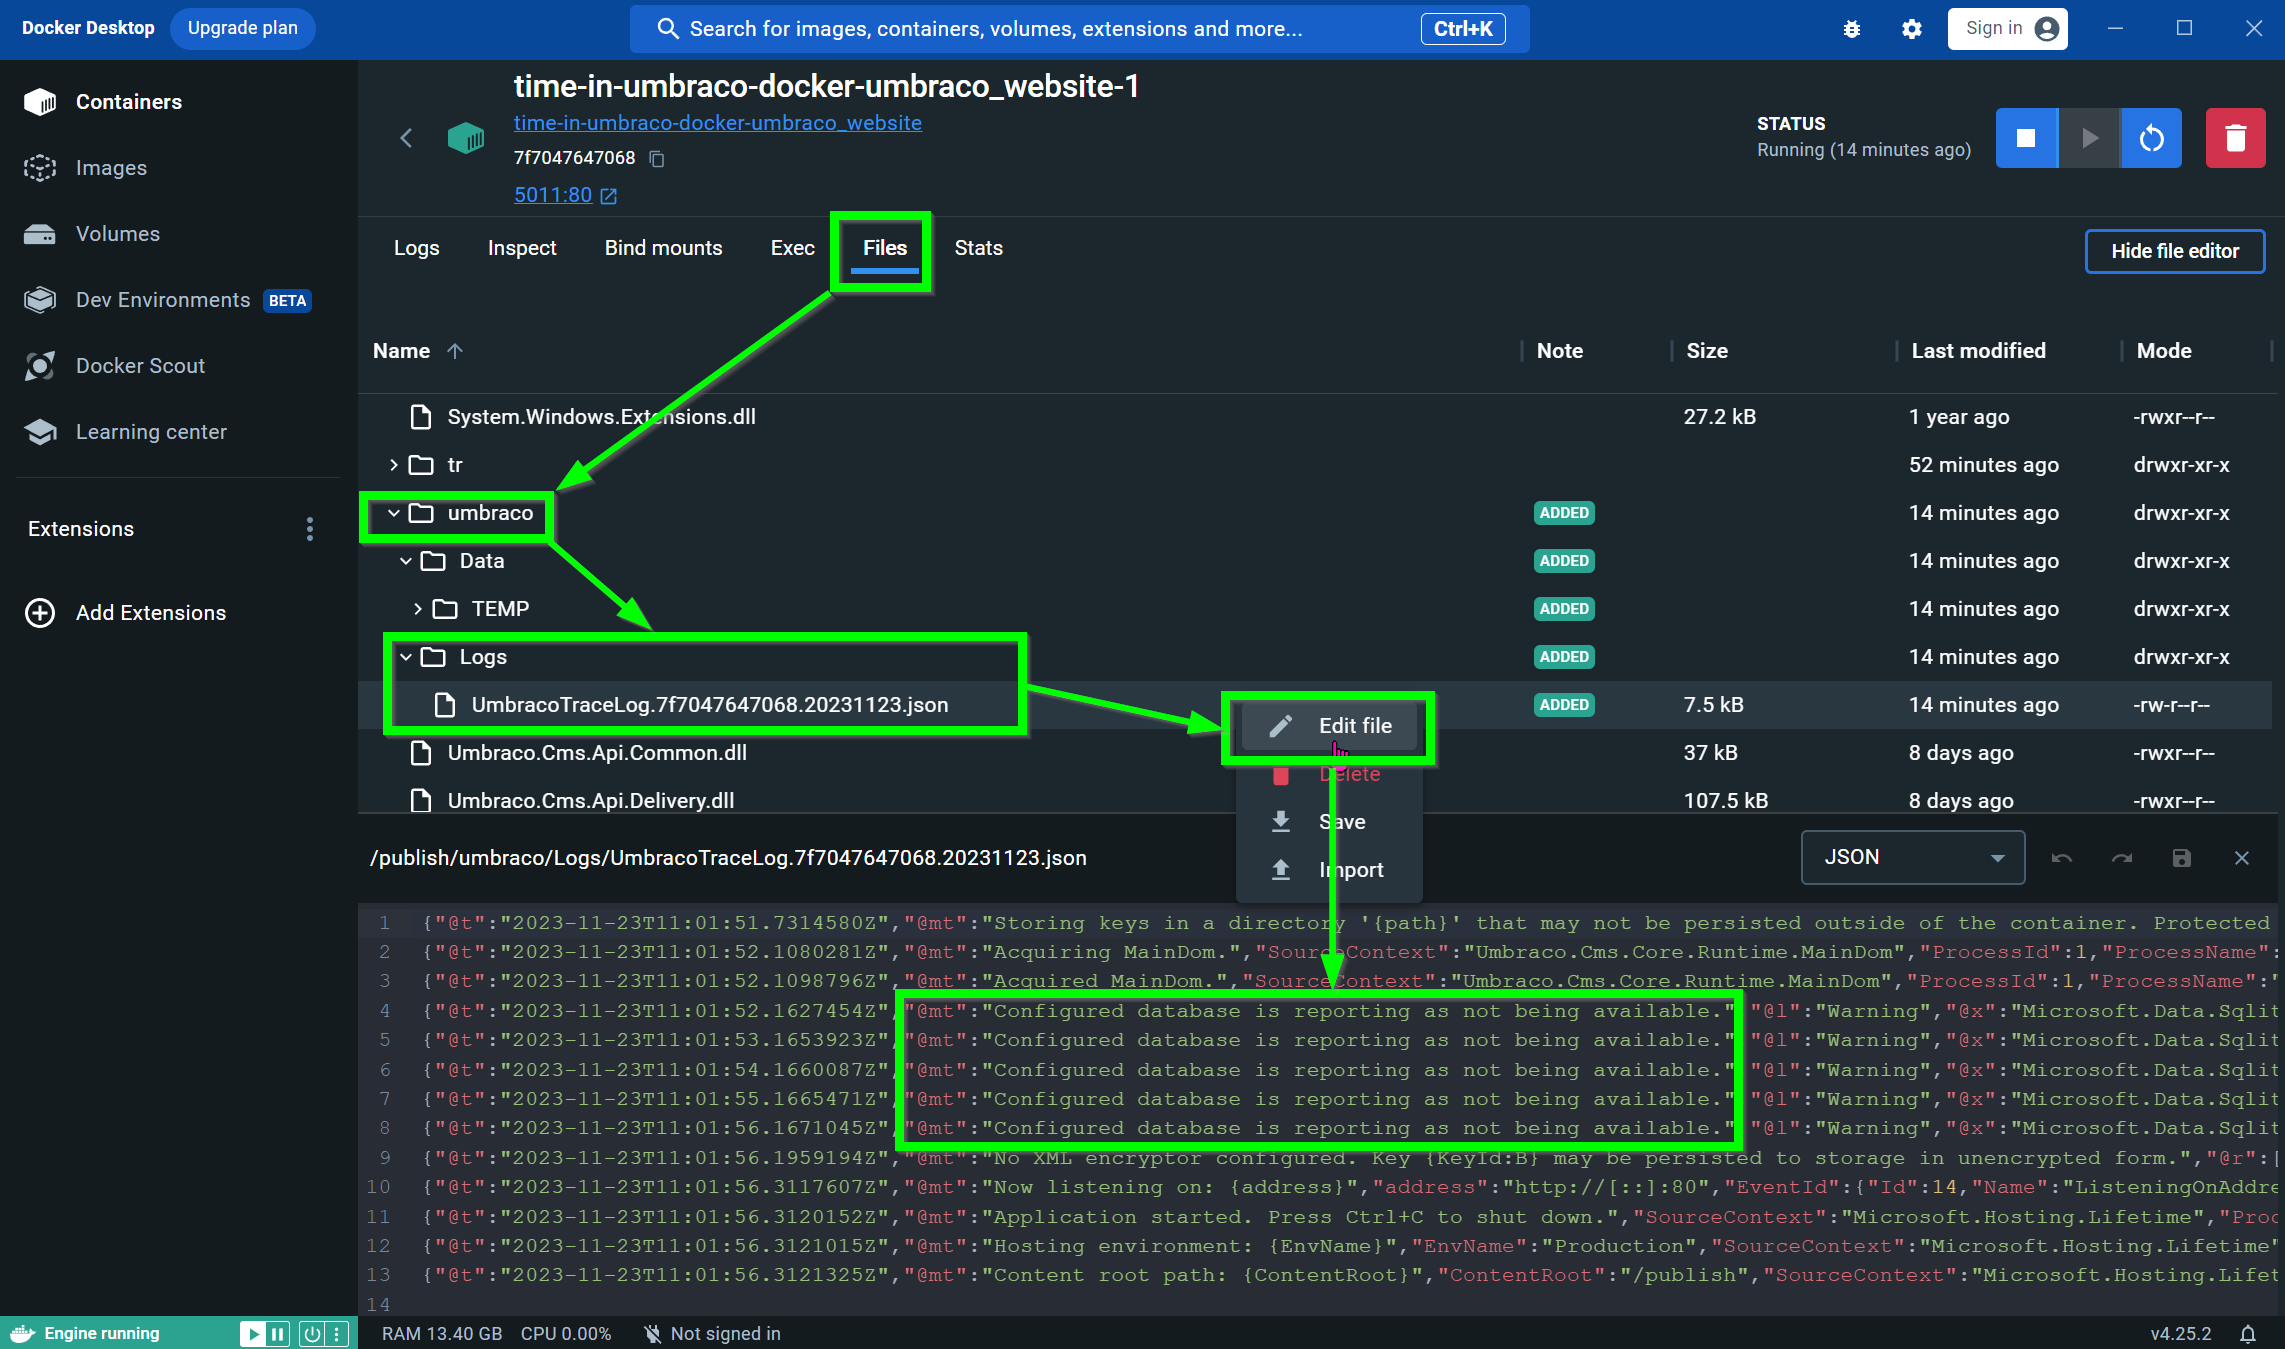 Docker Desktop Upgrade plan Search for images, containers, volumes, extensions and more... Ctrl+K Sign in
Containers
Images
Volumes
Dev Environments BETA
Docker Scout
Learning center
Extensions
Add Extensions
time-in-umbraco-docker-umbraco_website-1
time-in-umbraco-docker-umbraco_website
7f7047647068
5011:80
STATUS
Running (14 minutes ago)
Logs Inspect Bind mounts Exec Files Stats Hide file editor
Name Note Size Last modified Mode
System.Windows.Extensions.dll 27.2 kB 1 year ago -rwxr--r--
tr 52 minutes ago drwxr-xr-x
umbraco ADDED 14 minutes ago drwxr-xr-x
Data ADDED 14 minutes ago drwxr-xr-x
TEMP ADDED 14 minutes ago drwxr-xr-x
Logs ADDED 14 minutes ago drwxr-xr-x
UmbracoTraceLog.7f7047647068.20231123.json ADDED 7.5 kB 14 minutes ago -rw-r--r--
Umbraco.Cms.Api.Common.dll 37 kB 8 days ago -rwxr--r--
Umbraco.Cms.Api.Delivery.dll 107.5 kB 8 days ago -rwxr--r--
Edit file
Delete
Save
Import
/publish/umbraco/Logs/UmbracoTraceLog.7f7047647068.20231123.json JSON
1 {"@t":"2023-11-23T11:01:51.7314580Z","@mt":"Storing keys in a directory '{path}' that may not be persisted outside of the container. Protected
2 {"@t":"2023-11-23T11:01:52.1080281Z","@mt":"Acquiring MainDom.","SourceContext":"Umbraco.Cms.Core.Runtime.MainDom","ProcessId":1,"ProcessName":
3 {"@t":"2023-11-23T11:01:52.1098796Z","@mt":"Acquired MainDom.","SourceContext":"Umbraco.Cms.Core.Runtime.MainDom","ProcessId":1,"ProcessName":"
4 {"@t":"2023-11-23T11:01:52.1627454Z","@mt":"Configured database is reporting as not being available.","@l":"Warning","@x":"Microsoft.Data.Sqlit
5 {"@t":"2023-11-23T11:01:53.1653923Z","@mt":"Configured database is reporting as not being available.","@l":"Warning","@x":"Microsoft.Data.Sqlit
6 {"@t":"2023-11-23T11:01:54.1660087Z","@mt":"Configured database is reporting as not being available.","@l":"Warning","@x":"Microsoft.Data.Sqlit
7 {"@t":"2023-11-23T11:01:55.1665471Z","@mt":"Configured database is reporting as not being available.","@l":"Warning","@x":"Microsoft.Data.Sqlit
8 {"@t":"2023-11-23T11:01:56.1671045Z","@mt":"Configured database is reporting as not being available.","@l":"Warning","@x":"Microsoft.Data.Sqlit
9 {"@t":"2023-11-23T11:01:56.1959194Z","@mt":"No XML encryptor configured. Key {KeyId:B} may be persisted to storage in unencrypted form.","@r":[
10 {"@t":"2023-11-23T11:01:56.3117607Z","@mt":"Now listening on: {address}","address":"http://[::]:80","EventId":{"Id":14,"Name":"ListeningOnAddre
11 {"@t":"2023-11-23T11:01:56.3120152Z","@mt":"Application started. Press Ctrl+C to shut down.","SourceContext":"Microsoft.Hosting.Lifetime","Proc
12 {"@t":"2023-11-23T11:01:56.3121015Z","@mt":"Hosting environment: {EnvName}","EnvName":"Production","SourceContext":"Microsoft.Hosting.Lifetime"
13 {"@t":"2023-11-23T11:01:56.3121325Z","@mt":"Content root path: {ContentRoot}","ContentRoot":"/publish","SourceContext":"Microsoft.Hosting.Lifet
14
Engine running RAM 13.40 GB CPU 0.00% Not signed in v4.25.2